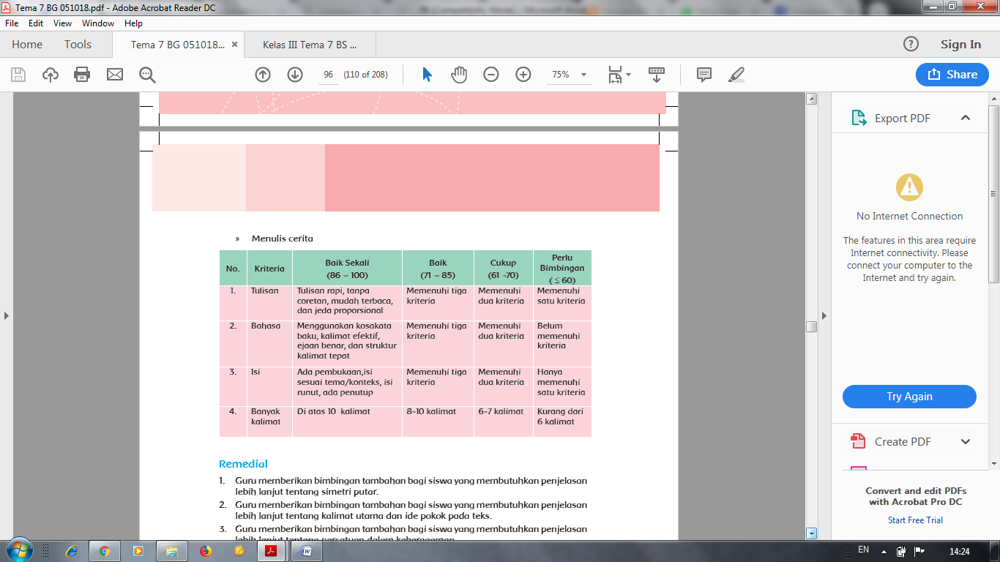 Tema 7 BG 051018.pdf - Adobe Acrobat Reader DC
File Edit View Window Help
Home Tools Tema 7 BG 051018... × Kelas III Tema 7 BS ... Sign In
96 (110 of 208) 75% Share
» Menulis cerita
No. Kriteria Baik Sekali (86 – 100) Baik (71 – 85) Cukup (61 -70) Perlu Bimbingan ( ≤ 60)
1. Tulisan Tulisan rapi, tanpa coretan, mudah terbaca, dan jeda proporsional Memenuhi tiga kriteria Memenuhi dua kriteria Memenuhi satu kriteria
2. Bahasa Menggunakan kosakata baku, kalimat efektif, ejaan benar, dan struktur kalimat tepat Memenuhi tiga kriteria Memenuhi dua kriteria Belum memenuhi kriteria
3. Isi Ada pembukaan,isi sesuai tema/konteks, isi runut, ada penutup Memenuhi tiga kriteria Memenuhi dua kriteria Hanya memenuhi satu kriteria
4. Banyak kalimat Di atas 10 kalimat 8-10 kalimat 6-7 kalimat Kurang dari 6 kalimat
Remedial
1. Guru memberikan bimbingan tambahan bagi siswa yang membutuhkan penjelasan
lebih lanjut tentang simetri putar.
2. Guru memberikan bimbingan tambahan bagi siswa yang membutuhkan penjelasan
lebih lanjut tentang kalimat utama dan ide pokok pada teks.
3. Guru memberikan bimbingan tambahan bagi siswa yang membutuhkan penjelasan
lebih lanjut tentang persatuan dalam keberagaman.
Export PDF
No Internet Connection
The features in this area require
Internet connectivity. Please
connect your computer to the
Internet and try again.
Try Again
Create PDF
Convert and edit PDFs
with Acrobat Pro DC
Start Free Trial
EN 14:24